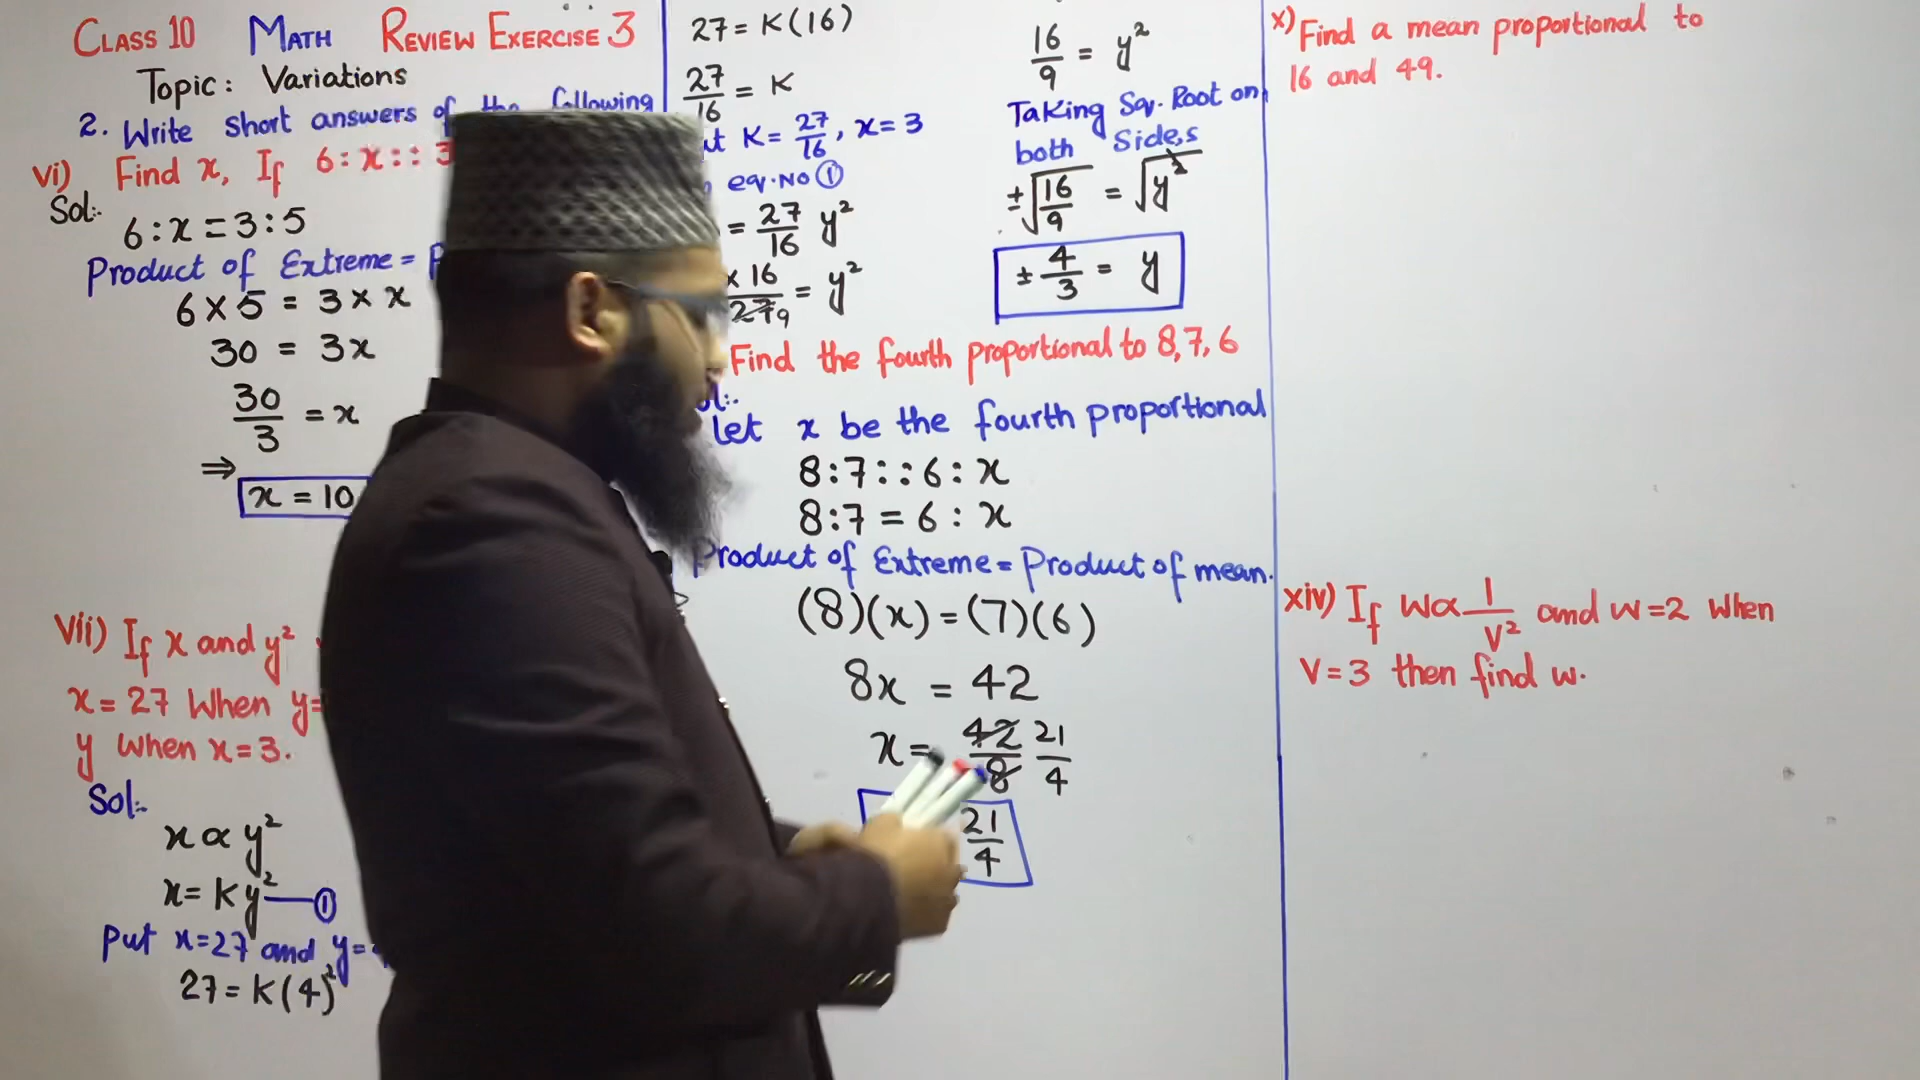 CLASS 10 MATH REVIEW EXERCISE 3
Topic: Variations
2. Write short answers of the following
vi) Find x, If 6:x::3
Sol:-
6:x=3:5
Product of Extreme=
6×5 = 3×x
30 = 3x
30/3 = x
⇒
x = 10
vii) If x and y²
x=27 When y=
y when x=3.
Sol:-
x ∝ y²
x= Ky² — ①
Put x=27 and y=
27=K(4)²
27=K(16)
27/16 = K
K= 27/16, x=3
eq.No ①
= 27/16 y²
x 16/27 9 = y²
16/9 = y²
Taking Sq. Root on
both Sides
±√16/9 = √y²
± 4/3 = y
Find the fourth proportional to 8,7,6
let x be the fourth proportional
8:7::6:x
8:7=6:x
Product of Extreme=Product of mean.
(8)(x)=(7)(6)
8x = 42
x= 42/8 21/4
21/4
x) Find a mean proportional to
16 and 49.
xiv) If w∝ 1/V² and w=2 when
V=3 then find w.